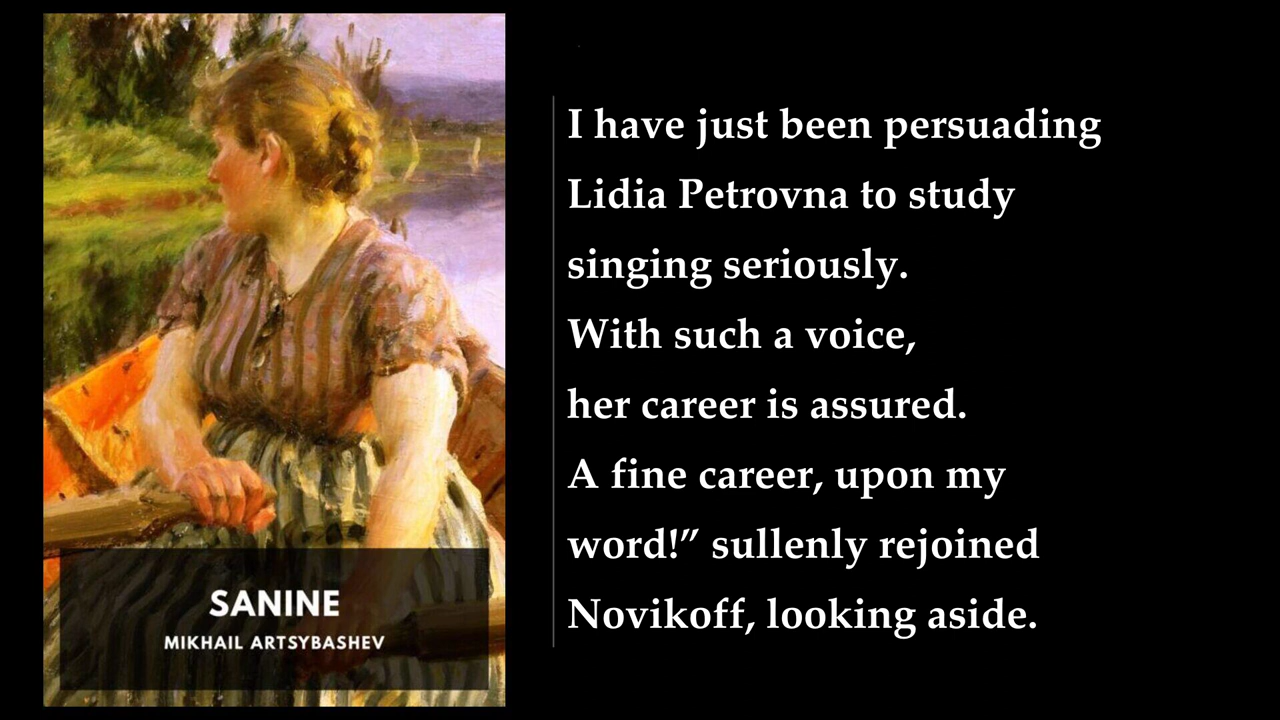 SANINE
MIKHAIL ARTSYBASHEV
I have just been persuading
Lidia Petrovna to study
singing seriously.
With such a voice,
her career is assured.
A fine career, upon my
word!” sullenly rejoined
Novikoff, looking aside.